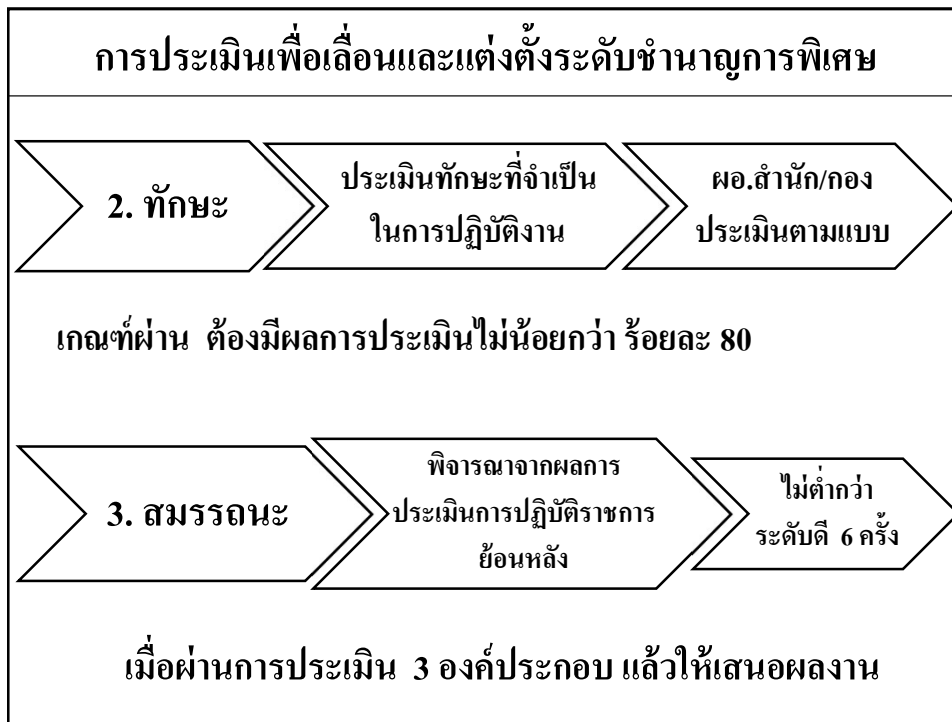 การประเมินเพื่อเลื่อนและแต่งตั้งระดับชำนาญการพิเศษ
2. ทักษะ
ประเมินทักษะที่จำเป็น
ในการปฏิบัติงาน
ผอ.สำนัก/กอง
ประเมินตามแบบ
เกณฑ์ผ่าน ต้องมีผลการประเมินไม่น้อยกว่า ร้อยละ 80
3. สมรรถนะ
พิจารณาจากผลการ
ประเมินการปฏิบัติราชการ
ย้อนหลัง
ไม่ต่ำกว่า
ระดับดี 6 ครั้ง
เมื่อผ่านการประเมิน 3 องค์ประกอบ แล้วให้เสนอผลงาน